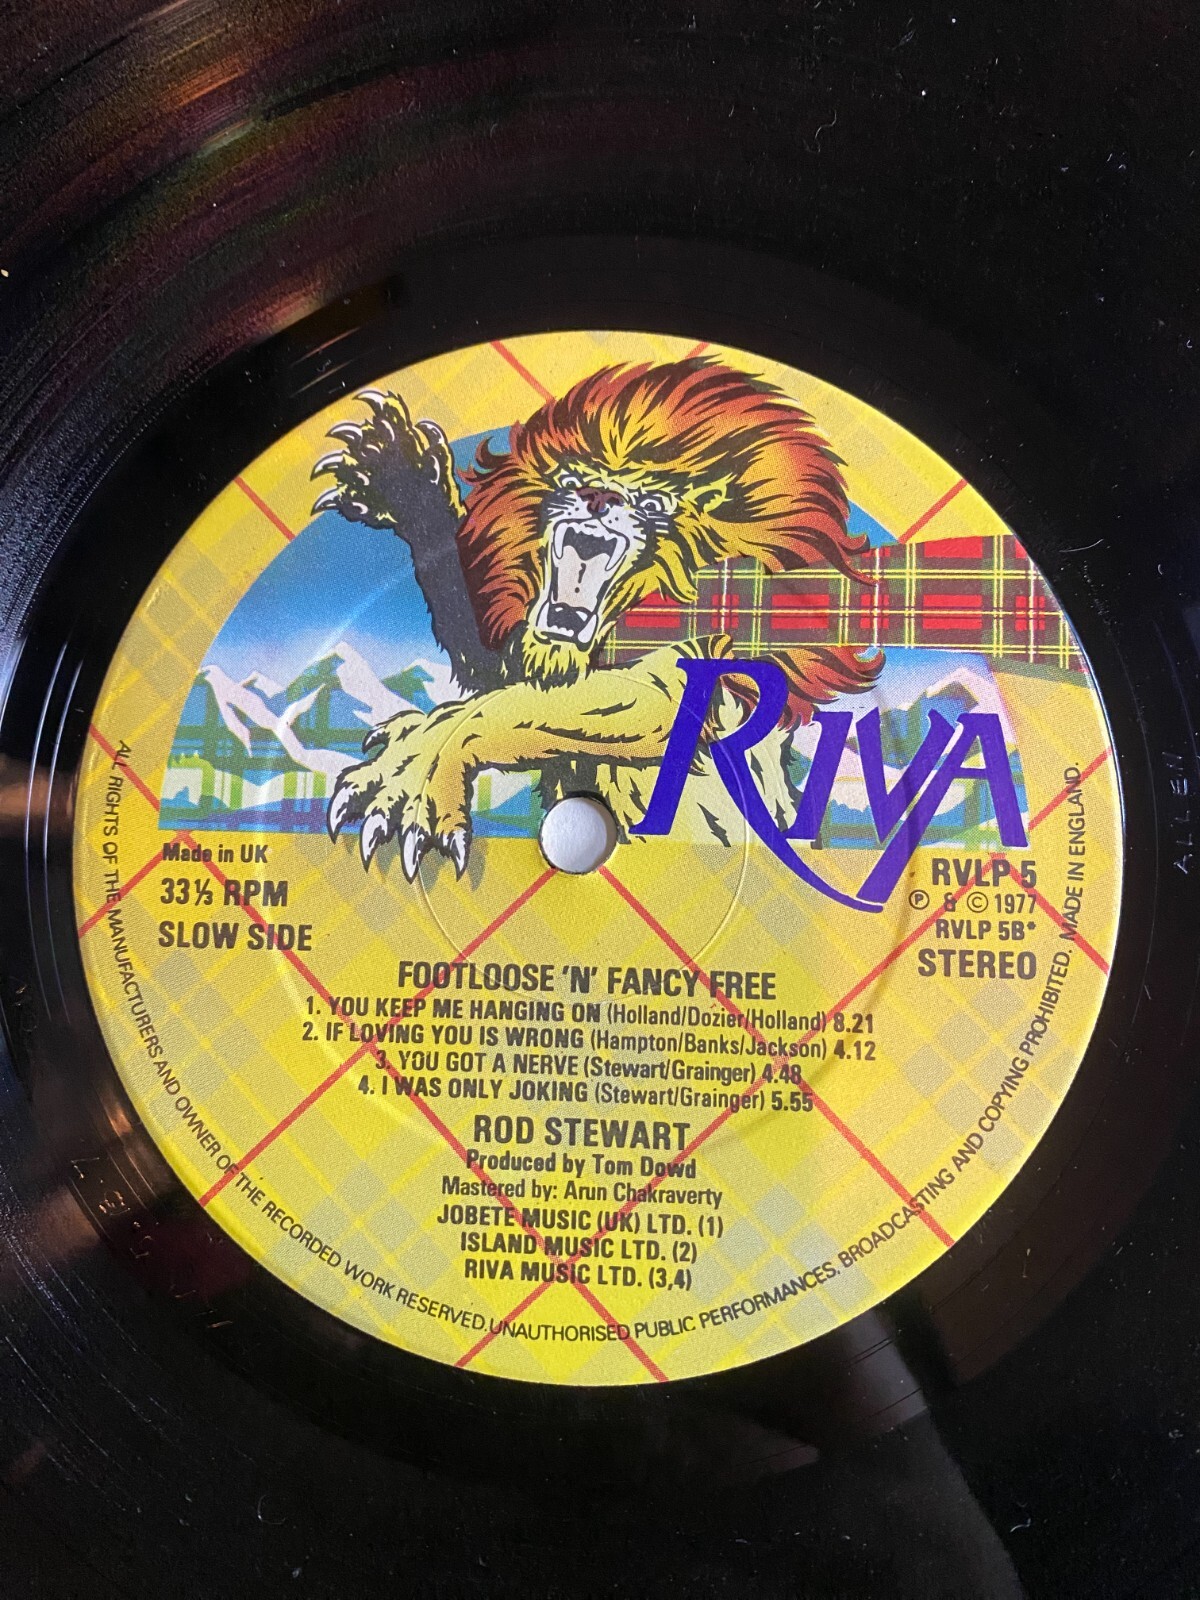 RIVA
Made in UK
33⅓ RPM
SLOW SIDE
RVLP 5
Ⓟ & © 1977
RVLP 5B*
STEREO
FOOTLOOSE 'N' FANCY FREE
1. YOU KEEP ME HANGING ON (Holland/Dozier/Holland) 8.21
2. IF LOVING YOU IS WRONG (Hampton/Banks/Jackson) 4.12
3. YOU GOT A NERVE (Stewart/Grainger) 4.48
4. I WAS ONLY JOKING (Stewart/Grainger) 5.55
ROD STEWART
Produced by Tom Dowd
Mastered by: Arun Chakraverty
JOBETE MUSIC (UK) LTD. (1)
ISLAND MUSIC LTD. (2)
RIVA MUSIC LTD. (3,4)
ALL RIGHTS OF THE MANUFACTURERS AND OWNER OF THE RECORDED WORK RESERVED. UNAUTHORISED PUBLIC PERFORMANCES. BROADCASTING AND COPYING PROHIBITED. MADE IN ENGLAND.
ALLEN